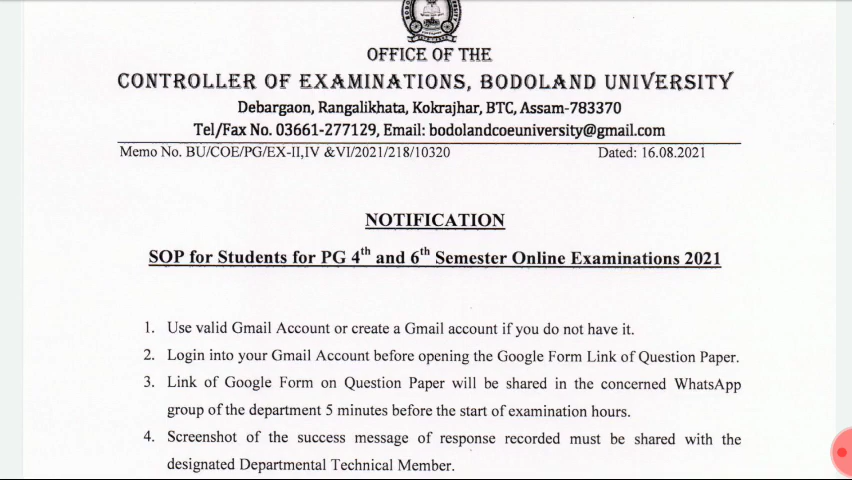 OFFICE OF THE
CONTROLLER OF EXAMINATIONS, BODOLAND UNIVERSITY
Debargaon, Rangalikhata, Kokrajhar, BTC, Assam-783370
Tel/Fax No. 03661-277129, Email: bodolandcoeuniversity@gmail.com
Memo No. BU/COE/PG/EX-II,IV &VI/2021/218/10320 Dated: 16.08.2021
NOTIFICATION
SOP for Students for PG 4th and 6th Semester Online Examinations 2021
1. Use valid Gmail Account or create a Gmail account if you do not have it.
2. Login into your Gmail Account before opening the Google Form Link of Question Paper.
3. Link of Google Form on Question Paper will be shared in the concerned WhatsApp
group of the department 5 minutes before the start of examination hours.
4. Screenshot of the success message of response recorded must be shared with the
designated Departmental Technical Member.